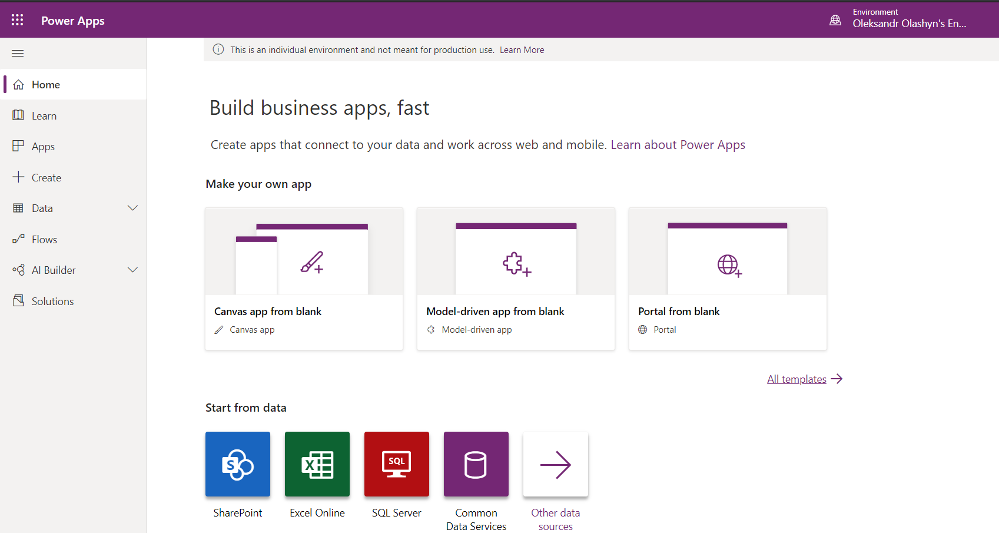 Power Apps
Environment
Oleksandr Olashyn's En...
This is an individual environment and not meant for production use. Learn More
Home
Learn
Apps
Create
Data
Flows
AI Builder
Solutions
Build business apps, fast
Create apps that connect to your data and work across web and mobile. Learn about Power Apps
Make your own app
Canvas app from blank
Canvas app
Model-driven app from blank
Model-driven app
Portal from blank
Portal
All templates
Start from data
S
X
SQL
SharePoint
Excel Online
SQL Server
Common
Data Services
Other data
sources